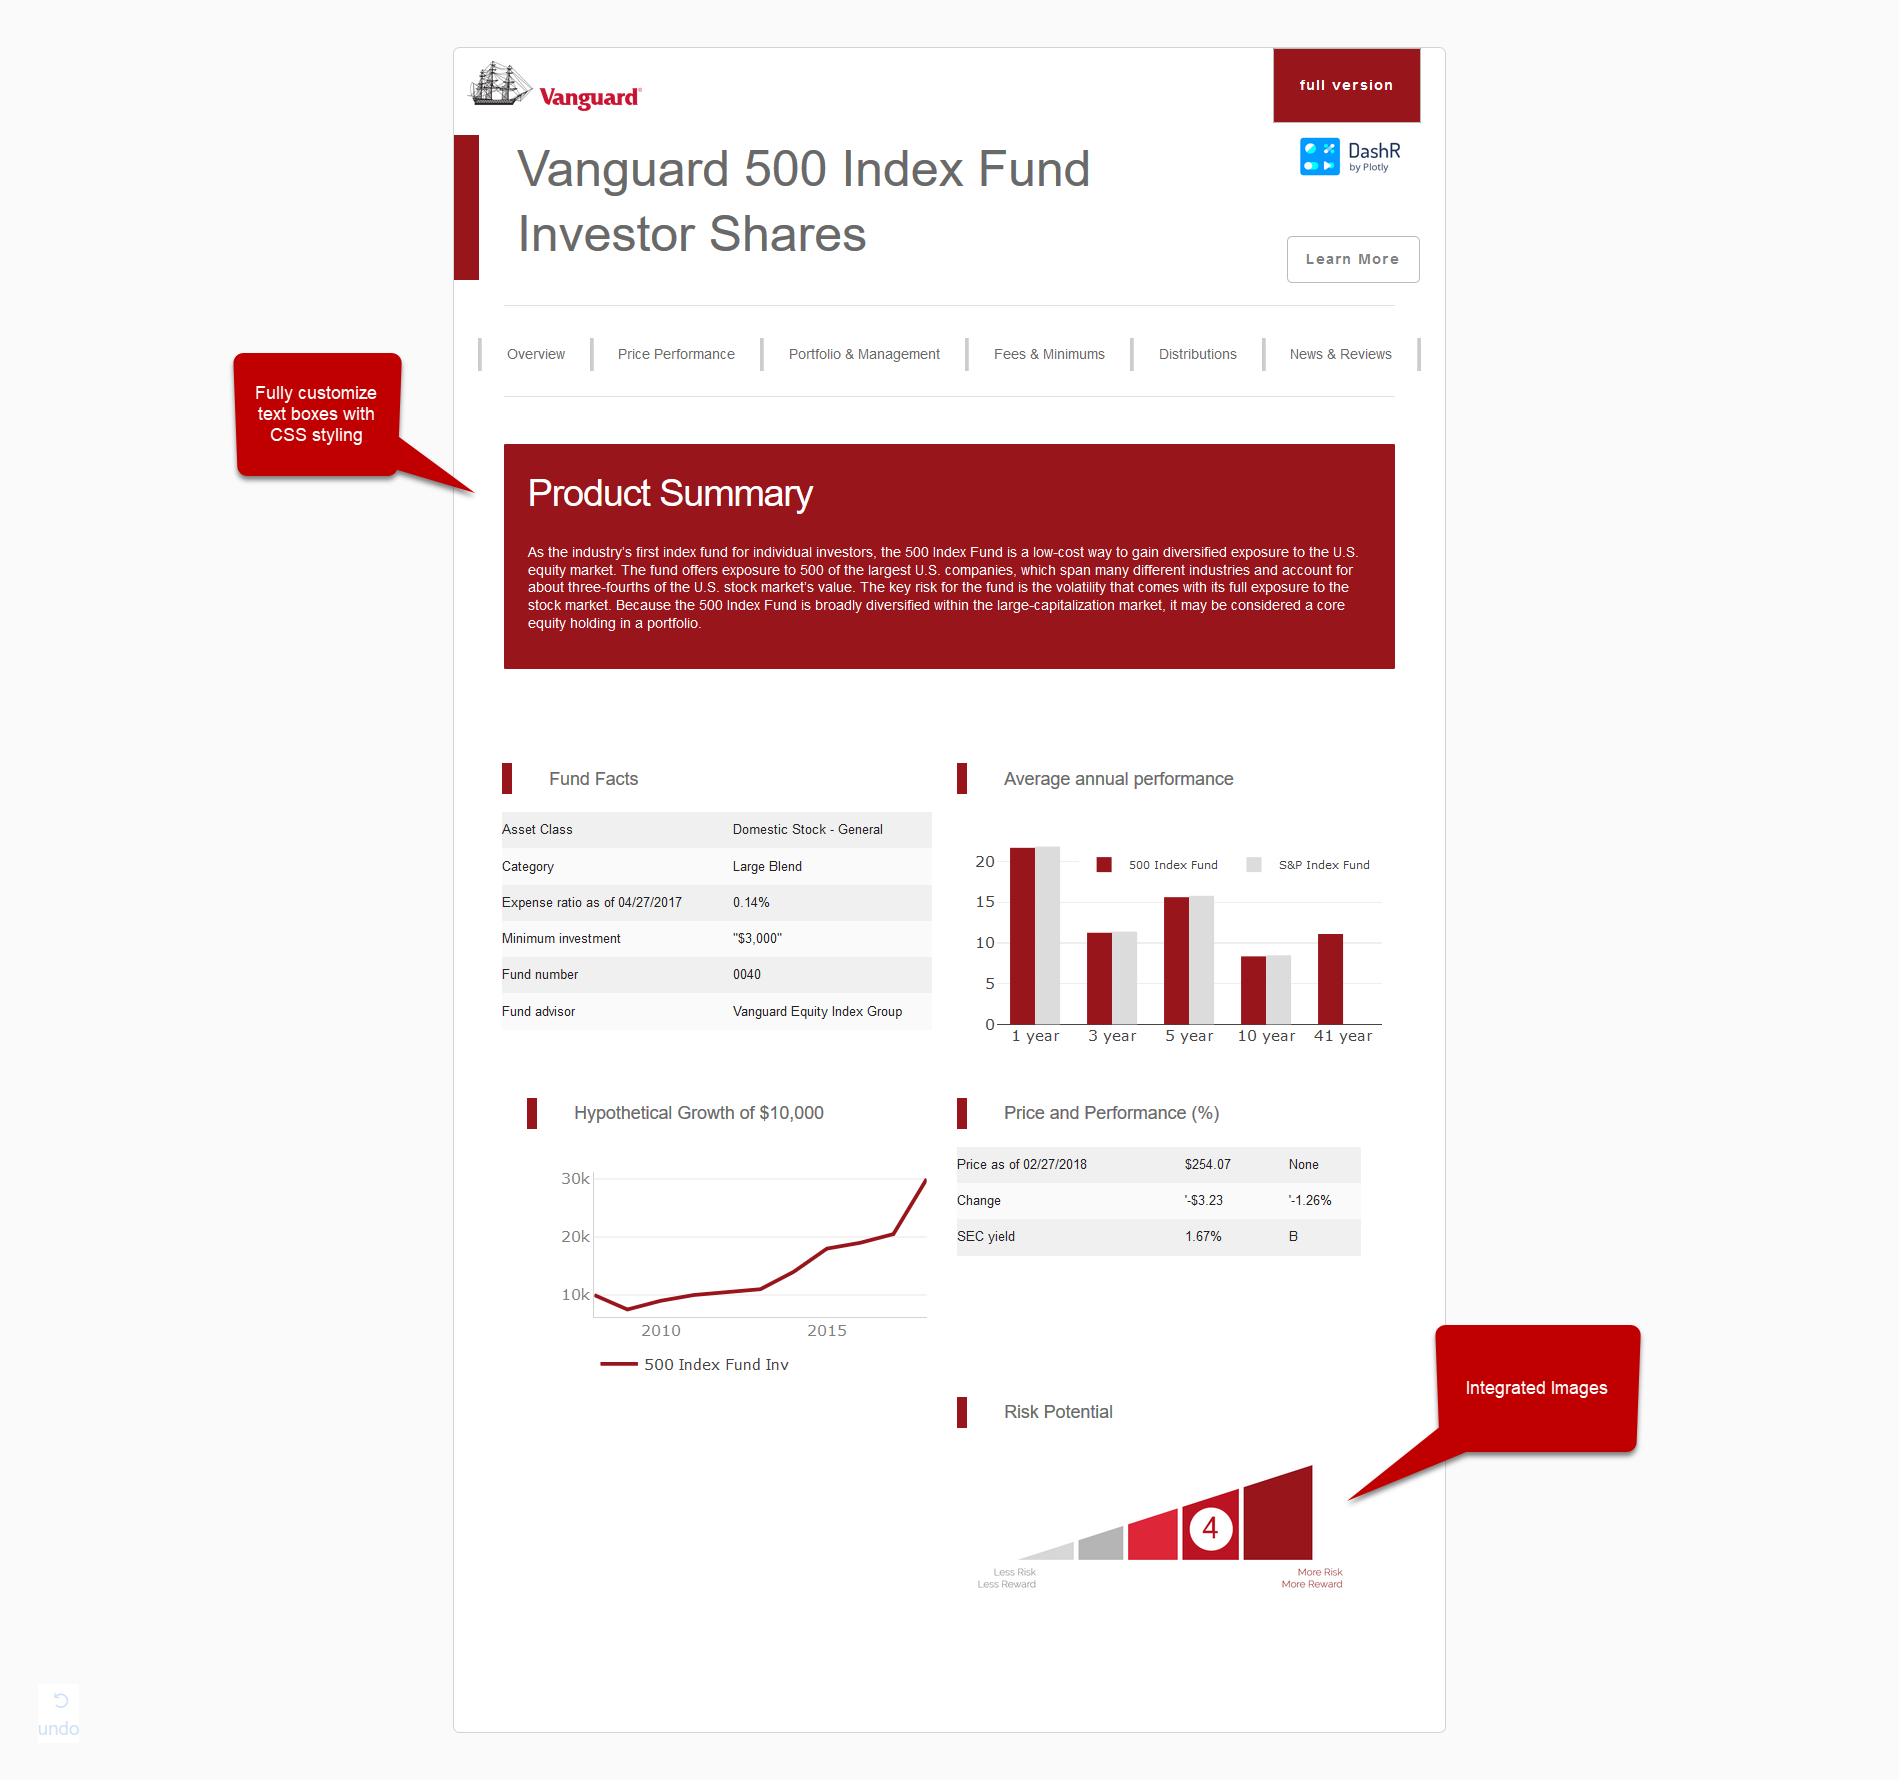 Vanguard®
full version
DashR
by Plotly
Vanguard 500 Index Fund
Investor Shares
Learn More
Overview
Price Performance
Portfolio & Management
Fees & Minimums
Distributions
News & Reviews
Fully customize
text boxes with
CSS styling
Product Summary
As the industry's first index fund for individual investors, the 500 Index Fund is a low-cost way to gain diversified exposure to the U.S.
equity market. The fund offers exposure to 500 of the largest U.S. companies, which span many different industries and account for
about three-fourths of the U.S. stock market's value. The key risk for the fund is the volatility that comes with its full exposure to the
stock market. Because the 500 Index Fund is broadly diversified within the large-capitalization market, it may be considered a core
equity holding in a portfolio.
Fund Facts
Asset Class Domestic Stock - General
Category Large Blend
Expense ratio as of 04/27/2017 0.14%
Minimum investment "$3,000"
Fund number 0040
Fund advisor Vanguard Equity Index Group
Average annual performance
500 Index Fund
S&P Index Fund
20
15
10
5
0
1 year 3 year 5 year 10 year 41 year
Hypothetical Growth of $10,000
30k
20k
10k
2010 2015
500 Index Fund Inv
Price and Performance (%)
Price as of 02/27/2018 $254.07 None
Change '-$3.23 '-1.26%
SEC yield 1.67% B
Integrated Images
Risk Potential
4
Less Risk
Less Reward
More Risk
More Reward
undo